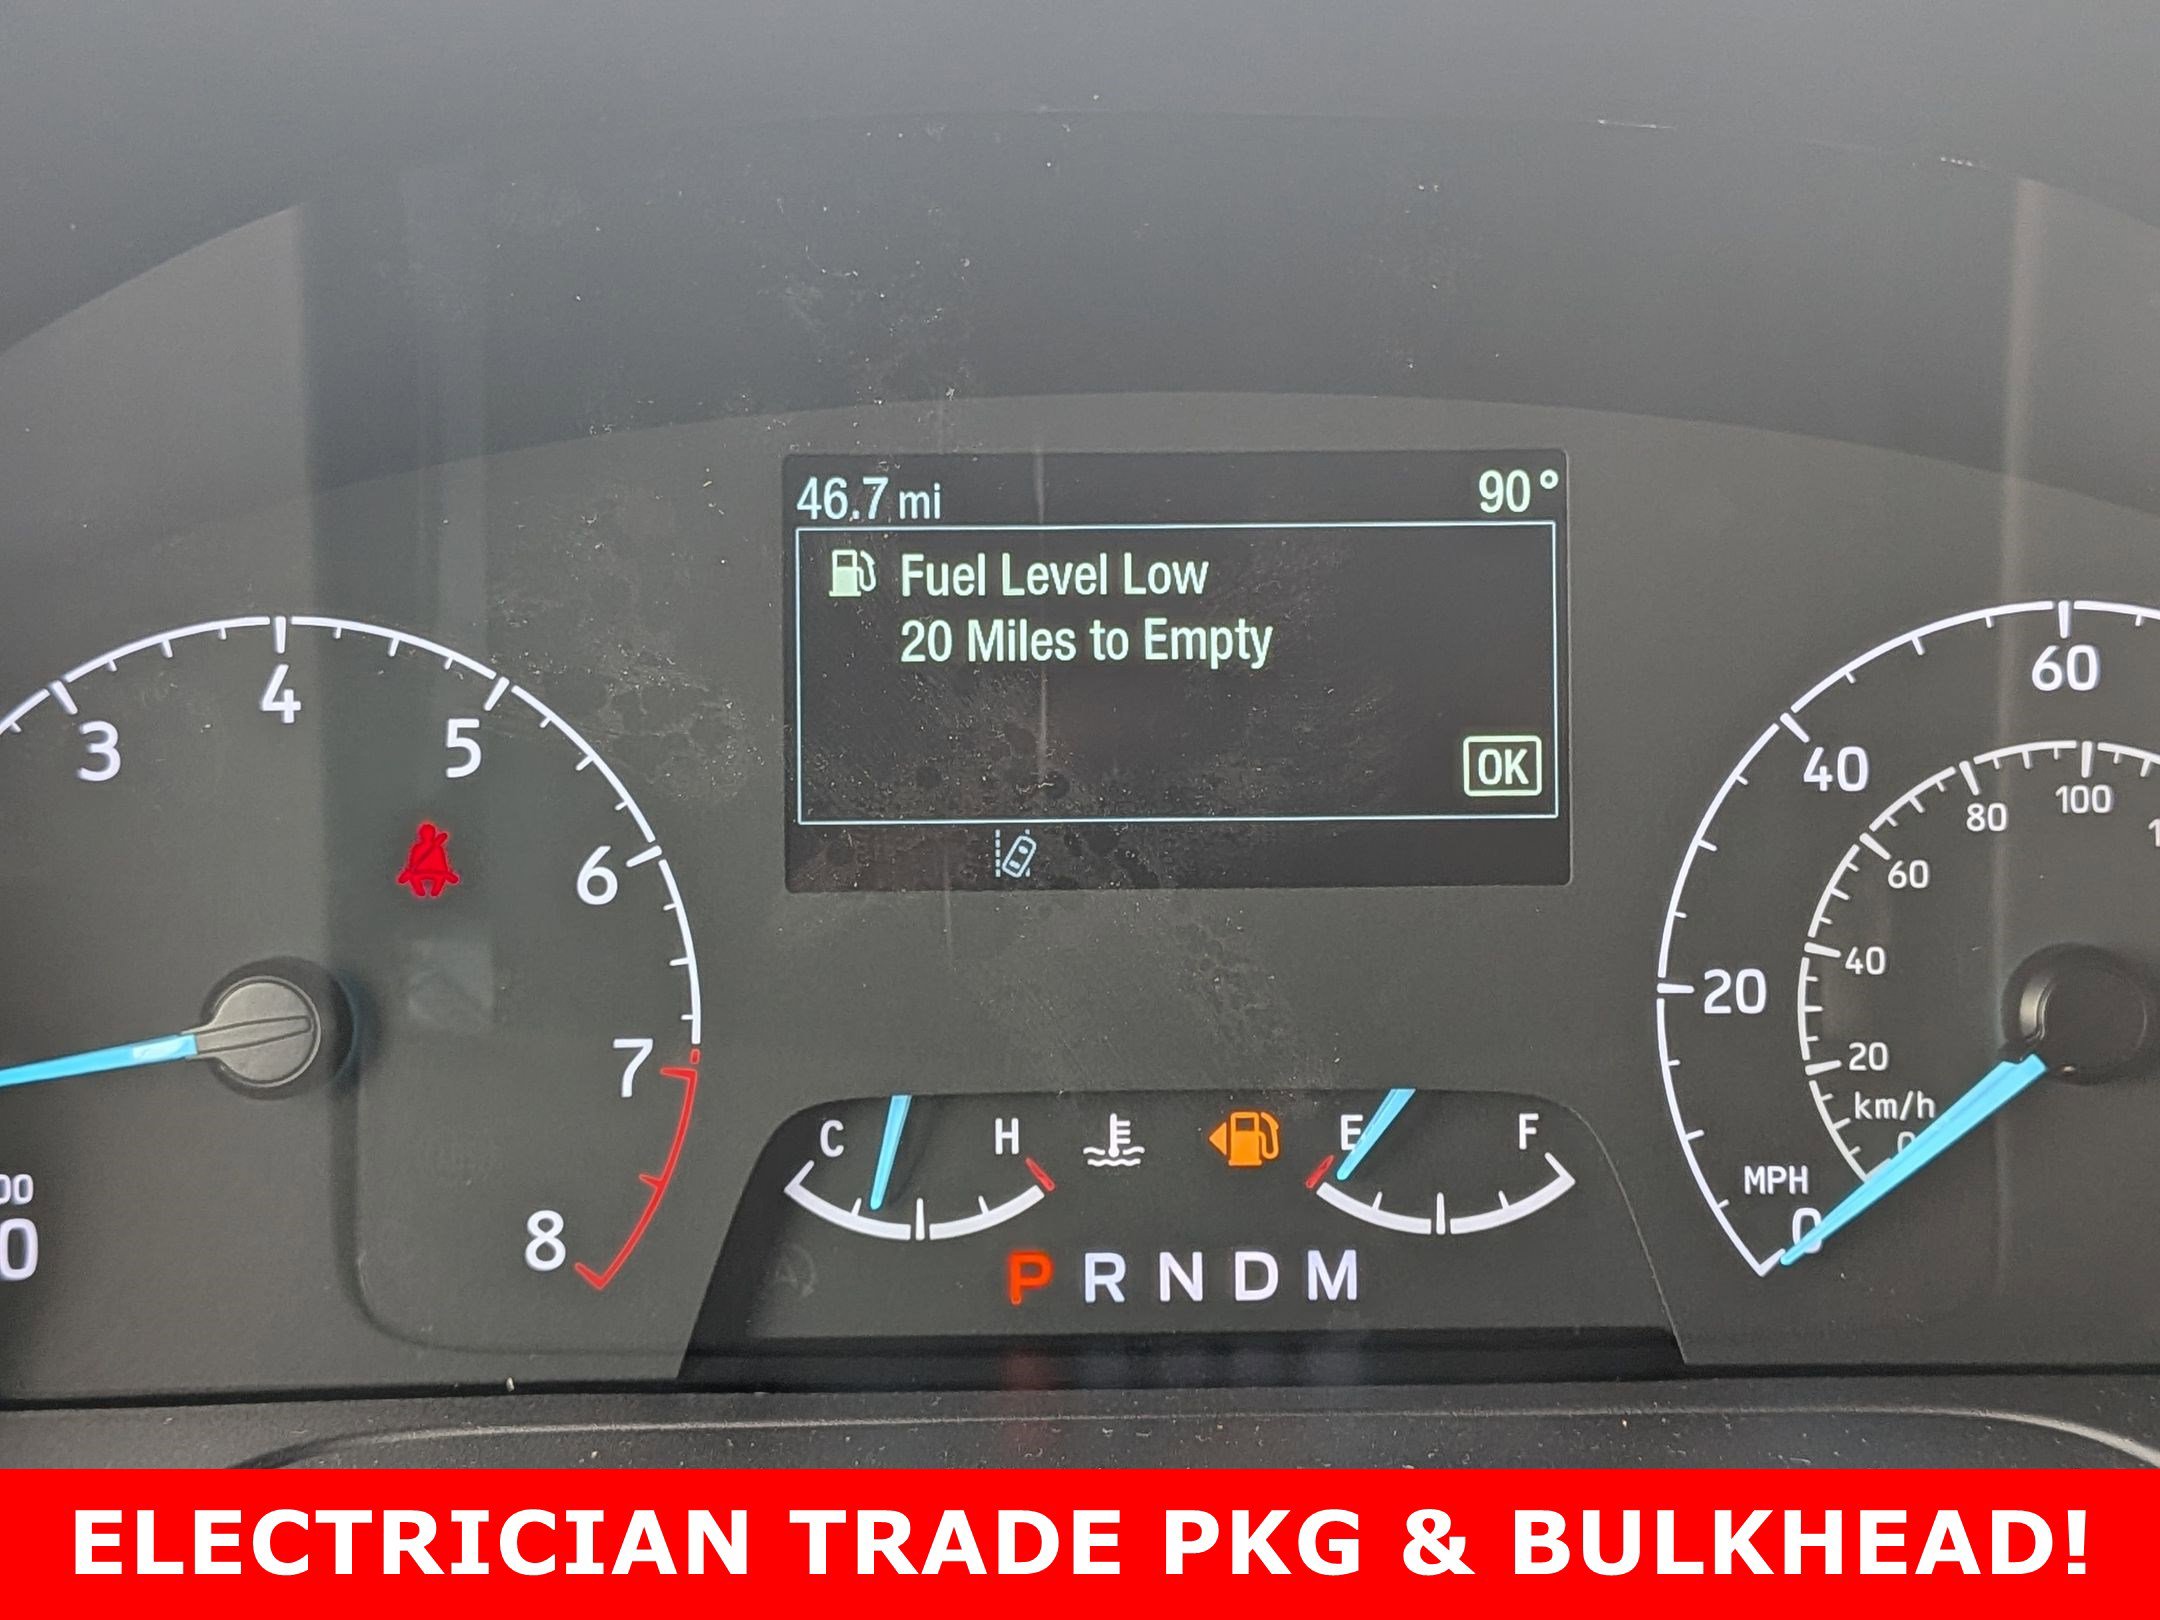 46.7 mi 90°
Fuel Level Low
20 Miles to Empty
OK
3 4 5 6 7 8
60
40
20
MPH
0
100
80
60
40
20
km/h
C H
E F
P R N D M
ELECTRICIAN TRADE PKG & BULKHEAD!